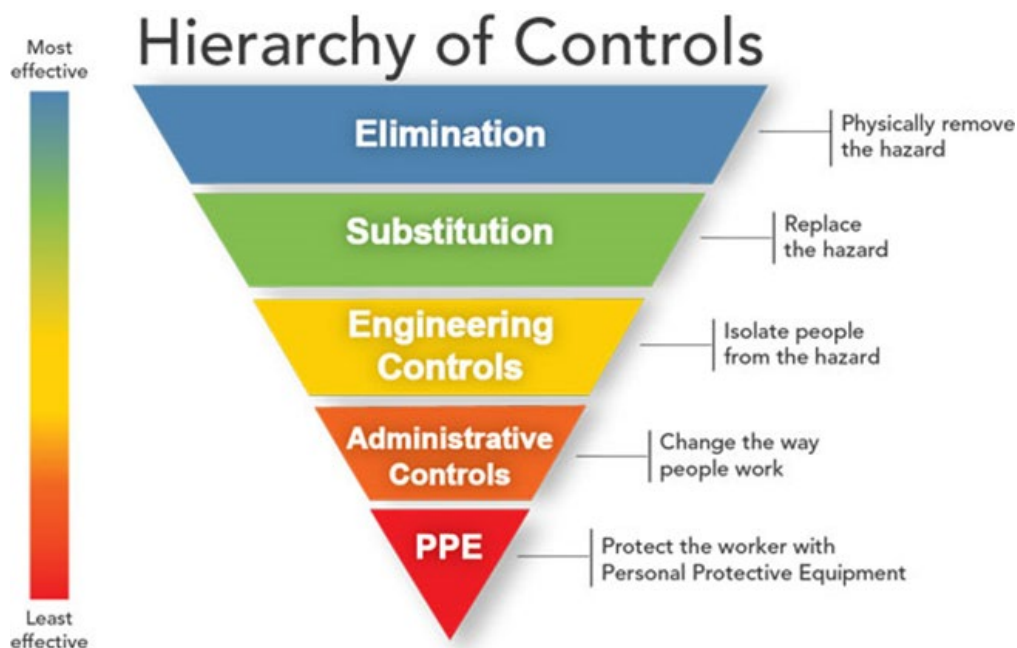 Hierarchy of Controls
Most
effective
Elimination
Physically remove
the hazard
Substitution
Replace
the hazard
Engineering
Controls
Isolate people
from the hazard
Administrative
Controls
Change the way
people work
PPE
Protect the worker with
Personal Protective Equipment
Least
effective